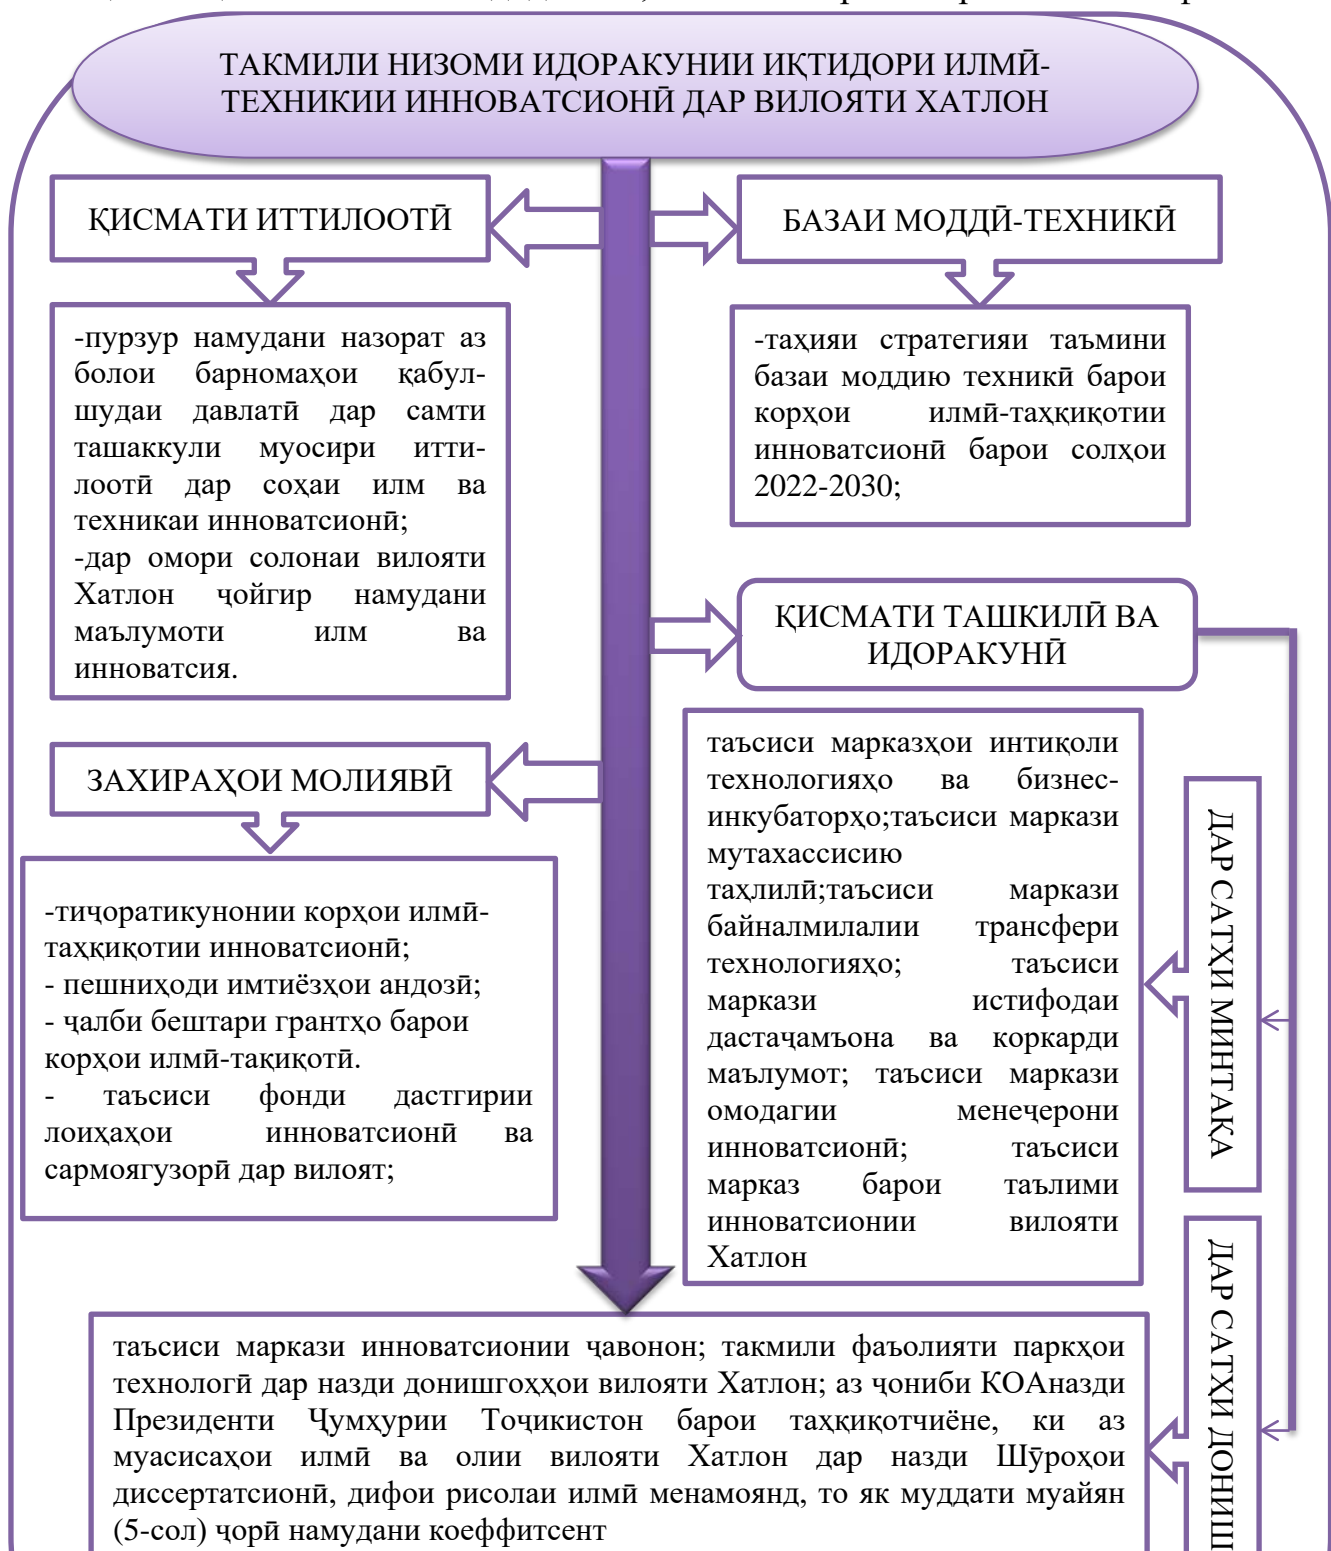 ТАКМИЛИ НИЗОМИ ИДОРАКУНИИ ИҚТИДОРИ ИЛМӢ-
ТЕХНИКИИ ИННОВАТСИОНӢ ДАР ВИЛОЯТИ ХАТЛОН
ҚИСМАТИ ИТТИЛООТӢ
-пурзур намудани назорат аз
болои барномаҳои қабул-
шудаи давлатӣ дар самти
ташаккули муосири итти-
лоотӣ дар соҳаи илм ва
техникаи инноватсионӣ;
-дар омори солонаи вилояти
Хатлон ҷойгир намудани
маълумоти илм ва
инноватсия.
БАЗАИ МОДДӢ-ТЕХНИКӢ
-таҳияи стратегияи таъмини
базаи моддию техникӣ барои
корҳои илмӣ-таҳқиқотии
инноватсионӣ барои солҳои
2022-2030;
ҚИСМАТИ ТАШКИЛӢ ВА
ИДОРАКУНӢ
ЗАХИРАҲОИ МОЛИЯВӢ
-тиҷоратикунонии корҳои илмӣ-
таҳқиқотии инноватсионӣ;
- пешниҳоди имтиёзҳои андозӣ;
- ҷалби бештари грантҳо барои
корҳои илмӣ-тақиқотӣ.
- таъсиси фонди дастгирии
лоиҳаҳои инноватсионӣ ва
сармоягузорӣ дар вилоят;
таъсиси марказҳои интиқоли
технологияҳо ва бизнес-
инкубаторҳо;таъсиси маркази
мутахассисию
таҳлилӣ;таъсиси маркази
байналмилалии трансфери
технологияҳо; таъсиси
маркази истифодаи
дастаҷамъона ва коркарди
маълумот; таъсиси маркази
омодагии менеҷерони
инноватсионӣ; таъсиси
марказ барои таълими
инноватсионии вилояти
Хатлон
ДАР САТҲИ МИНТАҚА
таъсиси маркази инноватсионии ҷавонон; такмили фаъолияти паркҳои
технологӣ дар назди донишгоҳҳои вилояти Хатлон; аз ҷониби КОАназди
Президенти Ҷумҳурии Тоҷикистон барои таҳқиқотчиёне, ки аз
муасисаҳои илмӣ ва олии вилояти Хатлон дар назди Шӯроҳои
диссертатсионӣ, дифои рисолаи илмӣ менамоянд, то як муддати муайян
(5-сол) ҷорӣ намудани коеффитсент
ДАР САТҲИ ДОНИШ